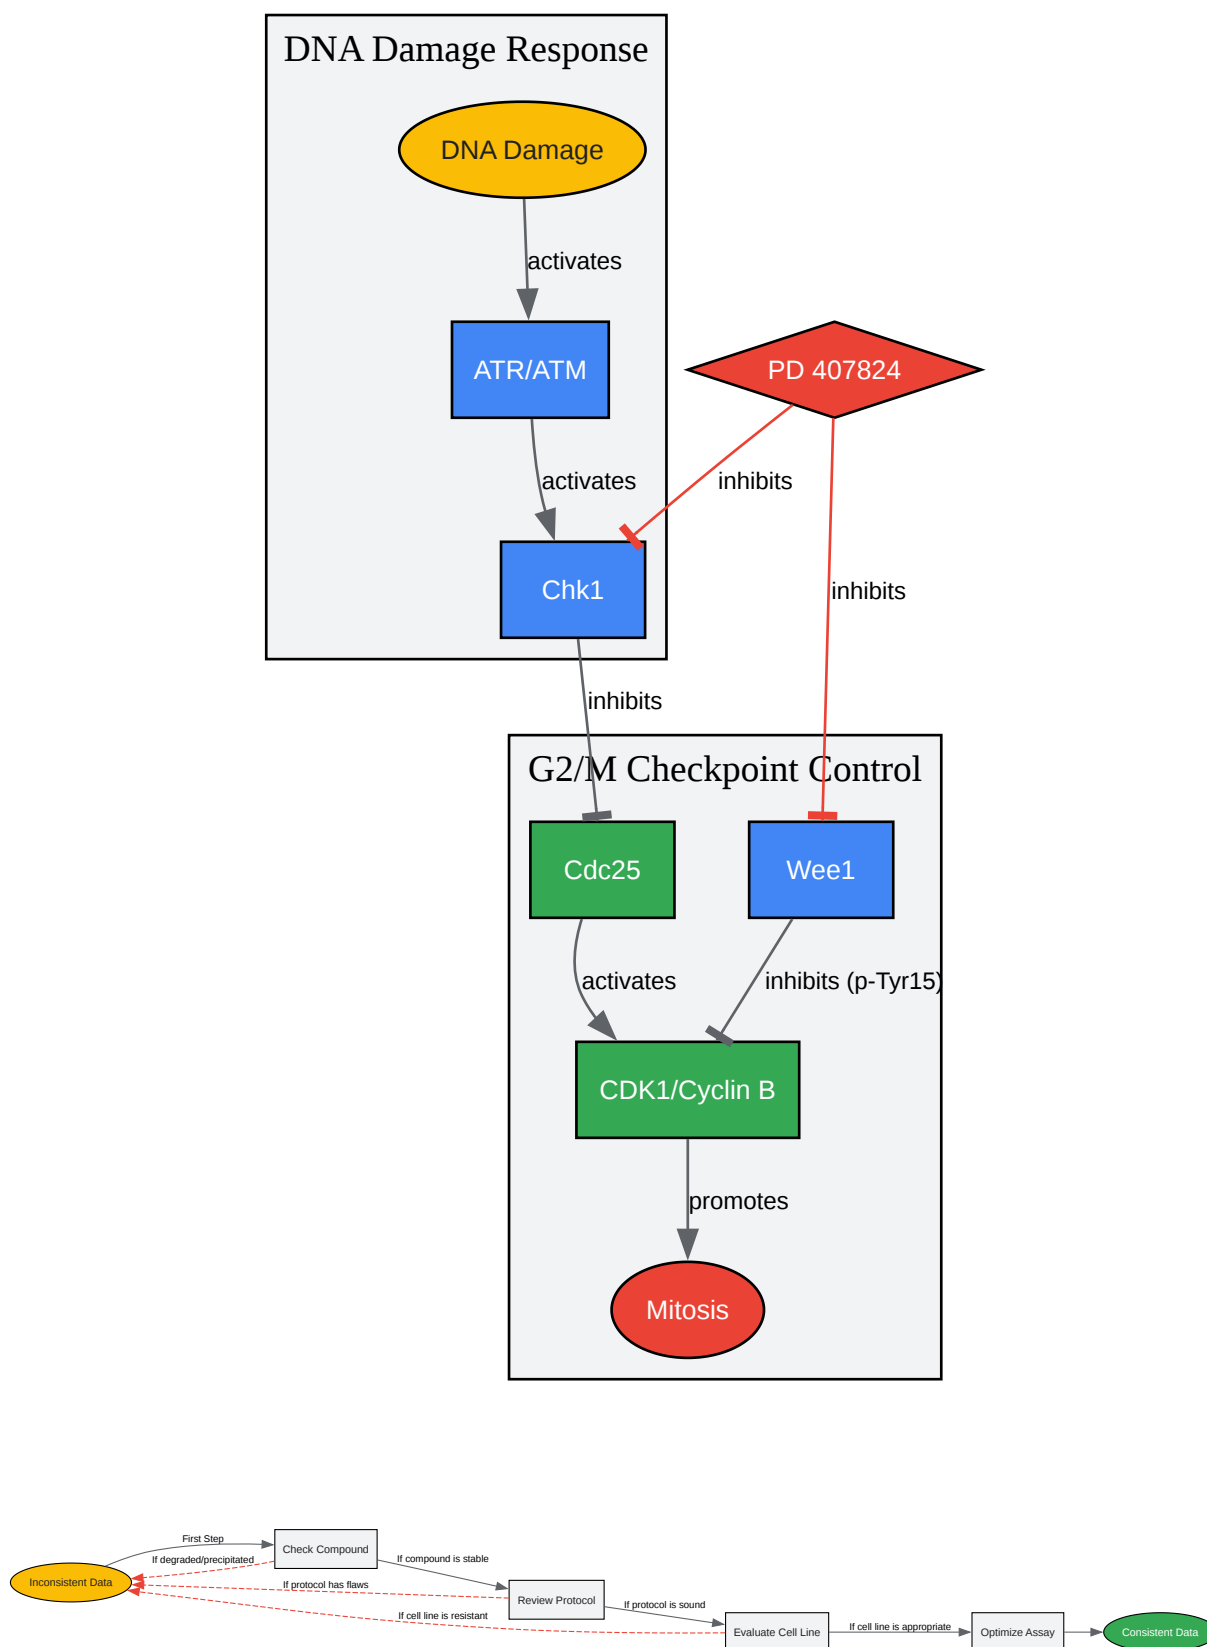 DNA Damage Response
DNA Damage
activates
ATR/ATM
PD 407824
activates
inhibits
Chk1
inhibits
inhibits
G2/M Checkpoint Control
Cdc25
Wee1
activates
inhibits (p-Tyr15)
CDK1/Cyclin B
promotes
Mitosis
First Step
Check Compound
If degraded/precipitated
If compound is stable
Inconsistent Data
If protocol has flaws
Review Protocol
If protocol is sound
If cell line is resistant
Evaluate Cell Line
If cell line is appropriate
Optimize Assay
Consistent Data